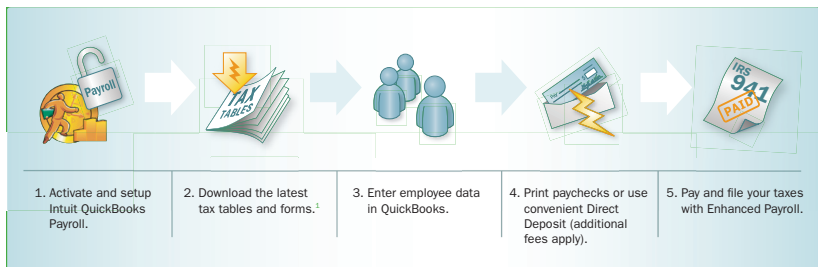 Payroll
TAX
TABLES
Pay
IRS
941
PAID
1. Activate and setup
Intuit QuickBooks
Payroll.
2. Download the latest
tax tables and forms.¹
3. Enter employee data
in QuickBooks.
4. Print paychecks or use
convenient Direct
Deposit (additional
fees apply).
5. Pay and file your taxes
with Enhanced Payroll.